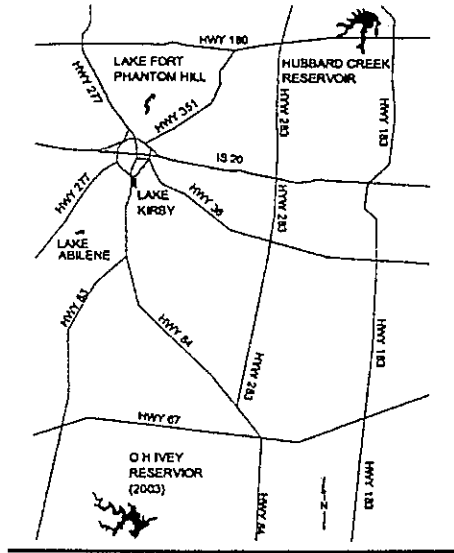 HWY 180
LAKE FORT
PHANTOM HILL
HUBBARD CREEK
RESERVOIR
HWY 277
HWY 351
HWY 283
HWY 183
IS 20
HWY 277
LAKE
KIRBY
HWY 36
HWY 283
LAKE
ABILENE
HWY 83
HWY 84
HWY 183
HWY 283
HWY 67
O H IVEY
RESERVIOR
(2003)
HWY 84
N
HWY 183